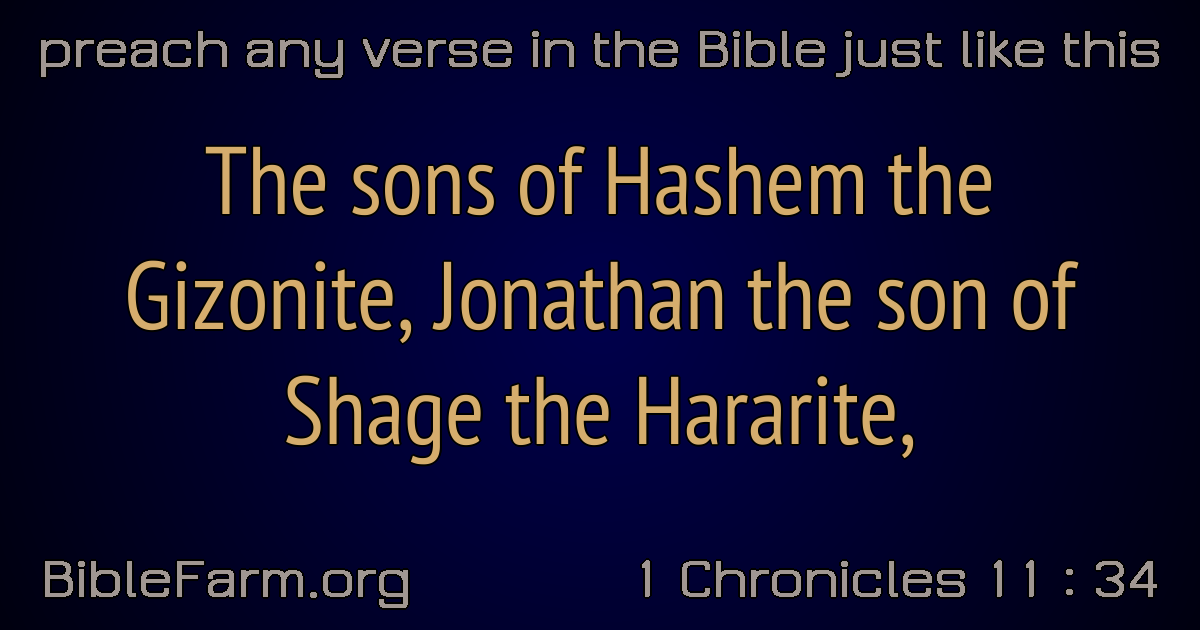 preach any verse in the Bible just like this
The sons of Hashem the
Gizonite, Jonathan the son of
Shage the Hararite,
BibleFarm.org
1 Chronicles 11 : 34